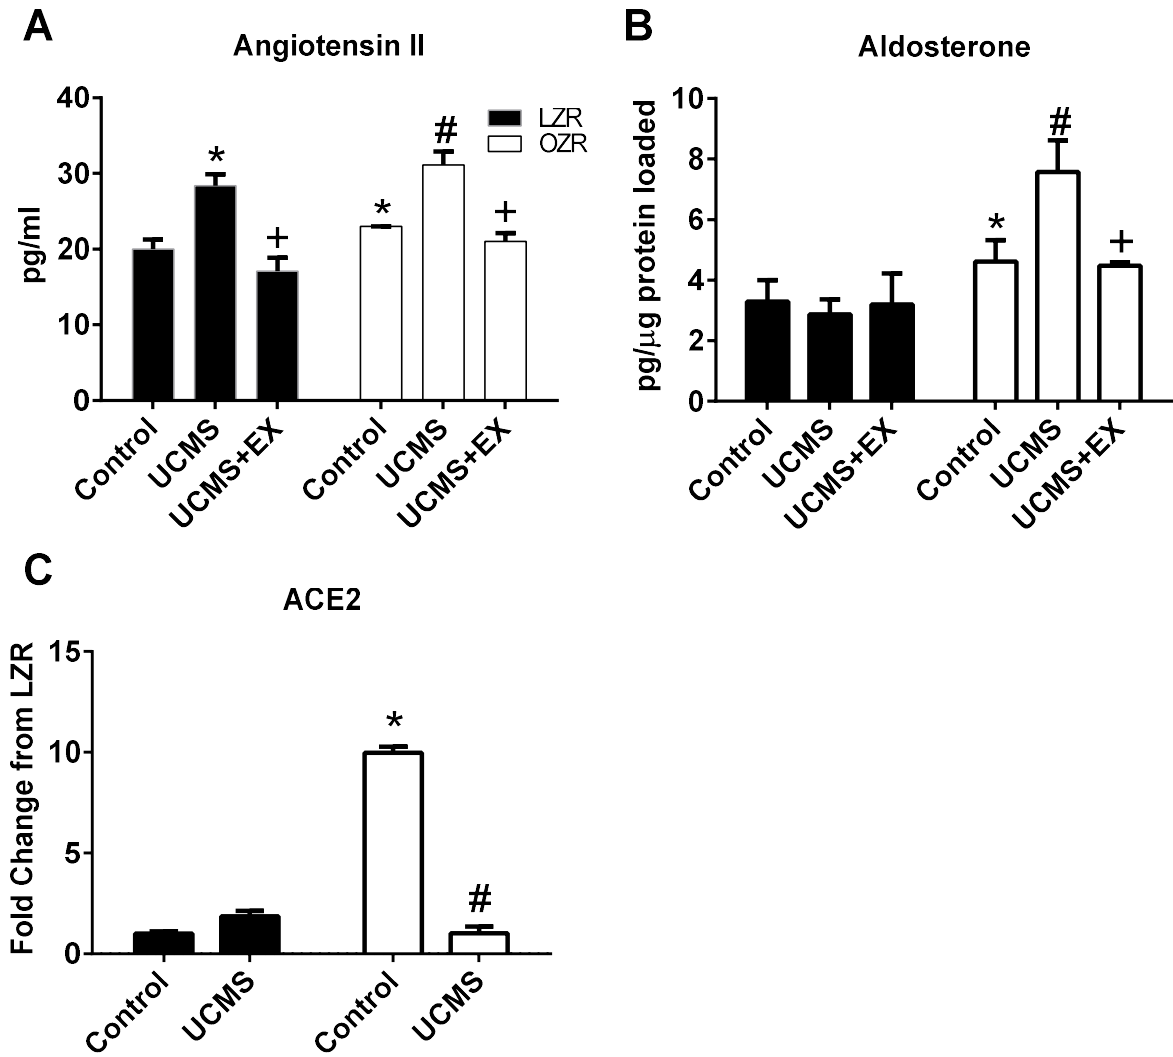 A
Angiotensin II
pg/ml
40
30
20
10
0
*
+
*
#
+
LZR
OZR
Control
UCMS
UCMS+EX
Control
UCMS
UCMS+EX
B
Aldosterone
pg/μg protein loaded
10
8
6
4
2
0
*
#
+
Control
UCMS
UCMS+EX
Control
UCMS
UCMS+EX
C
ACE2
Fold Change from LZR
15
10
5
0
*
#
Control
UCMS
Control
UCMS